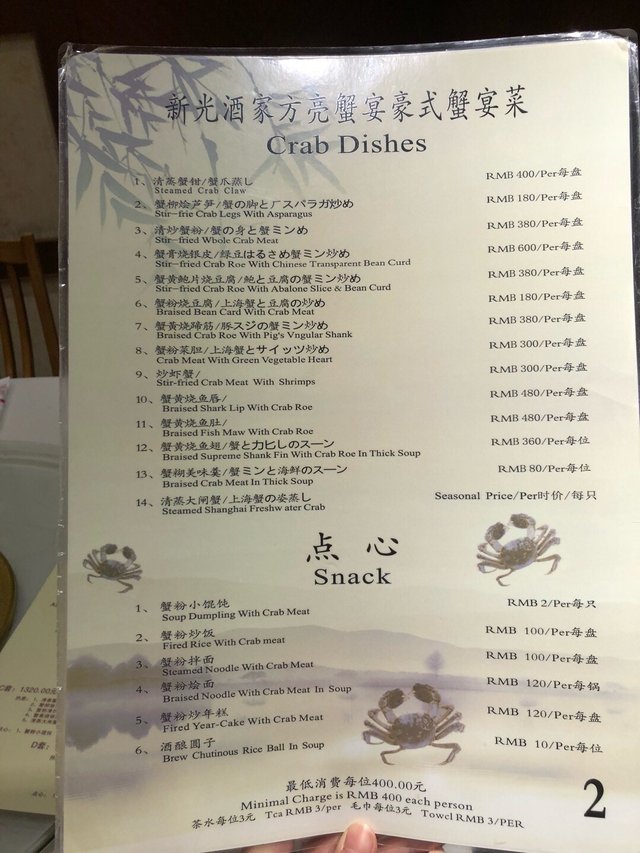 新光酒家方亮蟹宴豪式蟹宴菜
Crab Dishes
1、清蒸蟹钳/蟹爪蒸し RMB 400/Per每盘
Steamed Crab Claw
2、蟹柳烩芦笋/蟹の脚と厂スパラガ炒め RMB 180/Per每盘
Stir-frie Crab Legs With Asparagus
3、清炒蟹粉/蟹の身と蟹ミンめ RMB 380/Per每盘
Stir-fried Whole Crab Meat
4、蟹膏烧银皮/绿豆はるさめ蟹ミン炒め RMB 600/Per每盘
Stir-fried Crab Roe With Chinese Transparent Bean Curd
5、蟹黄鲍片烧豆腐/鲍と豆腐の蟹ミン炒め RMB 380/Per每盘
Stir-fried Crab Roe With Abalone Slice & Bean Curd
6、蟹粉烧豆腐/上海蟹と豆腐の炒め RMB 180/Per每盘
Braised Bean Card With Crab Meat
7、蟹黄烧蹄筋/豚スジの蟹ミン炒め RMB 380/Per每盘
Braised Crab Roe With Pig's Vngular Shank
8、蟹粉菜胆/上海蟹とサイッツ炒め RMB 300/Per每盘
Crab Meat With Green Vegetable Heart
9、炒虾蟹/ RMB 300/Per每盘
Stir-fried Crab Meat With Shrimps
10、蟹黄烧鱼唇/ RMB 480/Per每盘
Braised Shark Lip With Crab Roe
11、蟹黄烧鱼肚/ RMB 480/Per每盘
Braised Fish Maw With Crab Roe
12、蟹黄烧鱼翅/蟹と力匕しのスーン RMB 360/Per每位
Braised Supreme Shank Fin With Crab Roe In Thick Soup
13、蟹糊美味羹/蟹ミンと海鲜のスーン RMB 80/Per每位
Braised Crab Meat In Thick Soup
14、清蒸大闸蟹/上海蟹の姿蒸し Seasonal Price/Per时价/每只
Steamed Shanghai Freshw ater Crab
点心
Snack
1、蟹粉小馄饨 RMB 2/Per每只
Soup Dumpling With Crab Meat
2、蟹粉炒饭 RMB 100/Per每盘
Fired Rice With Crab meat
3、蟹粉拌面 RMB 100/Per每盘
Steamed Noodle With Crab Meat
4、蟹粉烩面 RMB 120/Per每锅
Braised Noodle With Crab Meat In Soup
5、蟹粉炒年糕 RMB 120/Per每盘
Fired Year-Cake With Crab Meat
6、酒酿圆子 RMB 10/Per每位
Brew Chutinous Rice Ball In Soup
最低消费每位400.00元
Minimal Charge is RMB 400 each person
茶水每位3元 Tca RMB 3/per 毛巾每位3元 Towel RMB 3/PER
2
C套：1320.00元
D套：